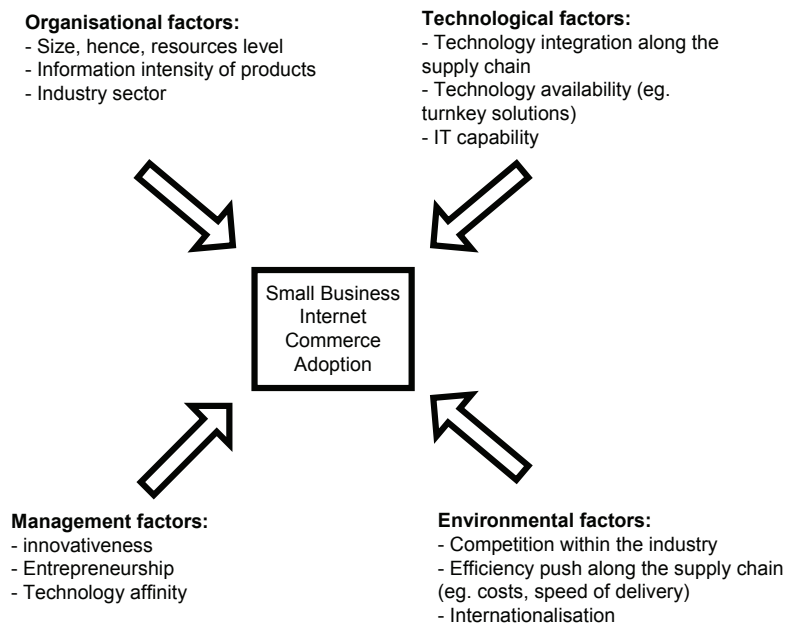 Organisational factors:
- Size, hence, resources level
- Information intensity of products
- Industry sector
Technological factors:
- Technology integration along the
supply chain
- Technology availability (eg.
turnkey solutions)
- IT capability
Small Business
Internet
Commerce
Adoption
Management factors:
- innovativeness
- Entrepreneurship
- Technology affinity
Environmental factors:
- Competition within the industry
- Efficiency push along the supply chain
(eg. costs, speed of delivery)
- Internationalisation